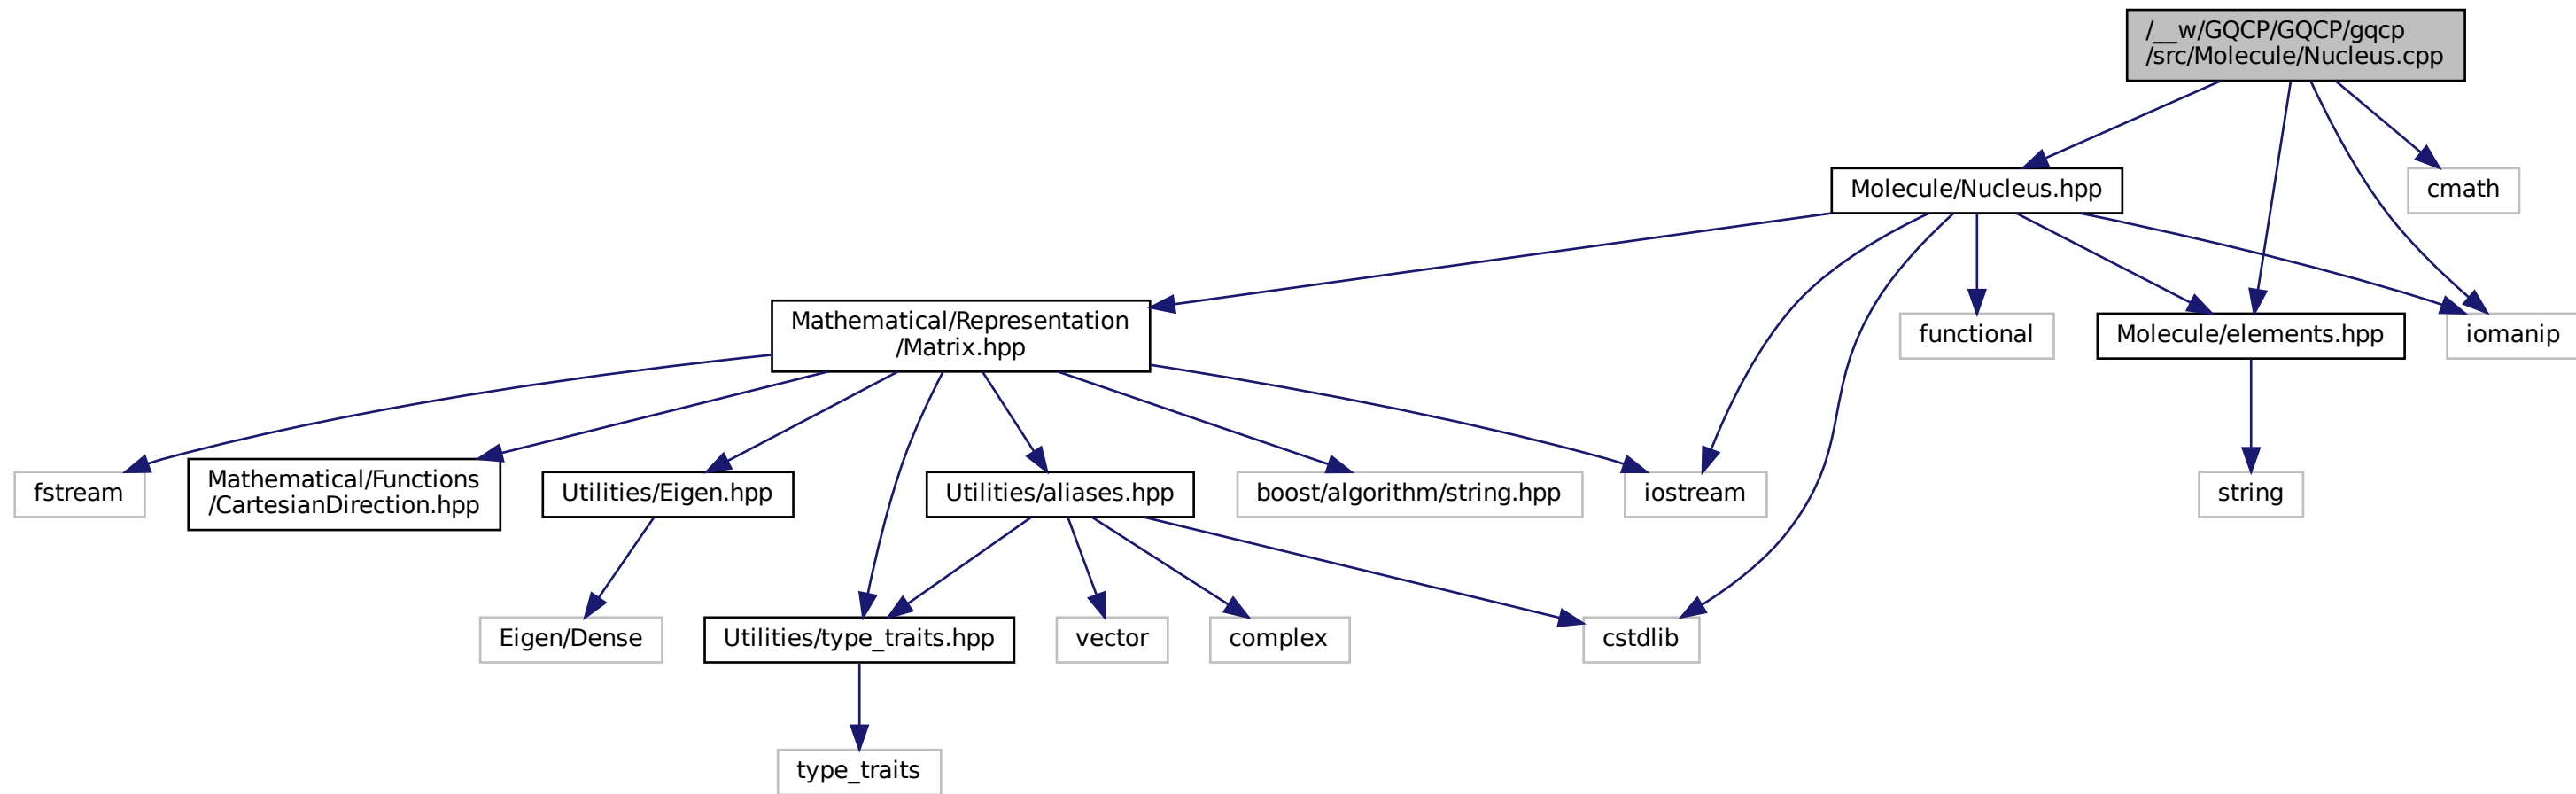 /__w/GQCP/GQCP/gqcp
/src/Molecule/Nucleus.cpp
Molecule/Nucleus.hpp
cmath
Mathematical/Representation
/Matrix.hpp
functional
Molecule/elements.hpp
iomanip
fstream
Mathematical/Functions
/CartesianDirection.hpp
Utilities/Eigen.hpp
Utilities/aliases.hpp
boost/algorithm/string.hpp
iostream
string
Eigen/Dense
Utilities/type_traits.hpp
vector
complex
cstdlib
type_traits